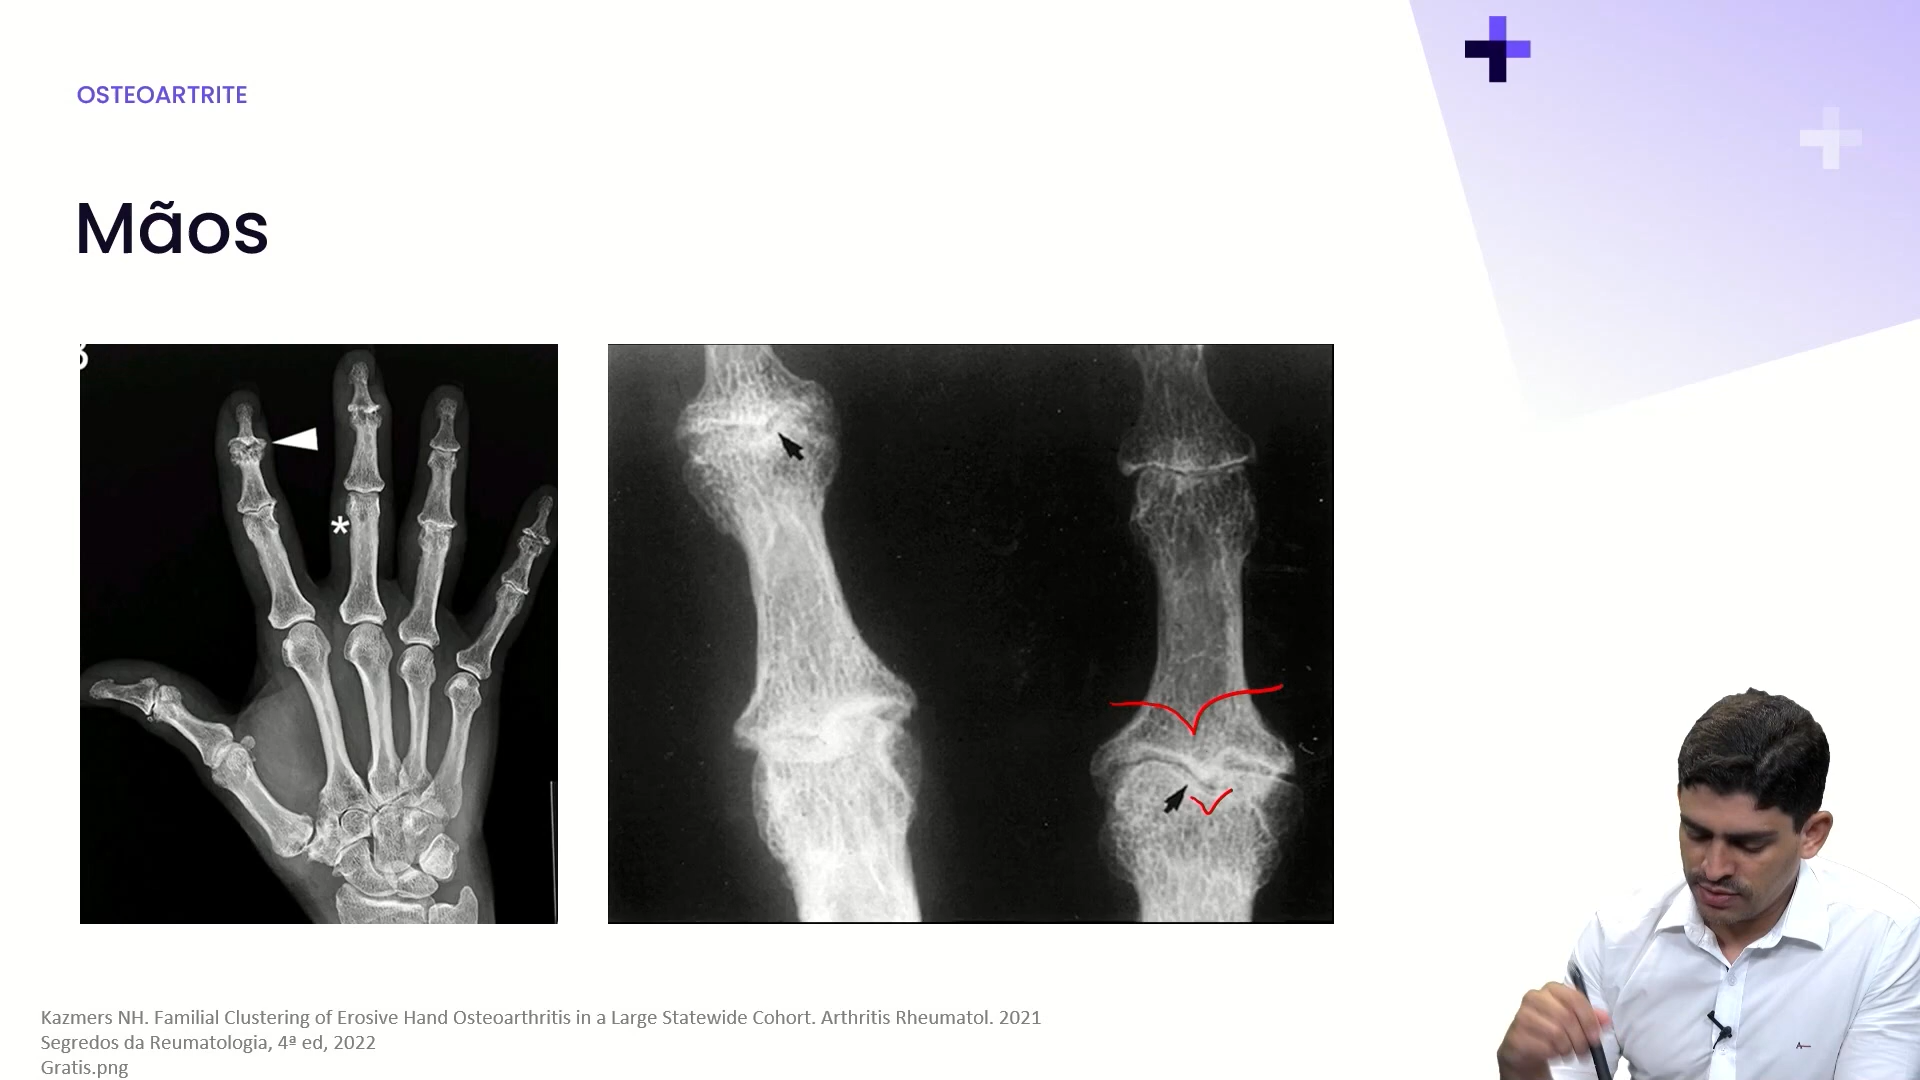 OSTEOARTRITE
Mãos
*
Kazmers NH. Familial Clustering of Erosive Hand Osteoarthritis in a Large Statewide Cohort. Arthritis Rheumatol. 2021
Segredos da Reumatologia, 4ª ed, 2022
Gratis.png